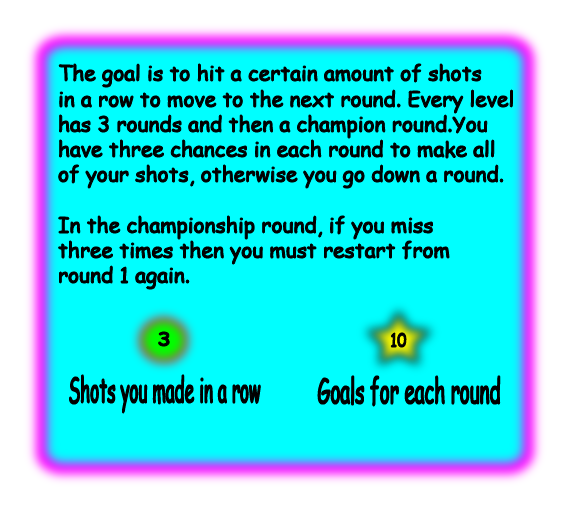 The goal is to hit a certain amount of shots
in a row to move to the next round. Every level
has 3 rounds and then a champion round.You
have three chances in each round to make all
of your shots, otherwise you go down a round.
In the championship round, if you miss
three times then you must restart from
round 1 again.
3
10
Shots you made in a row
Goals for each round